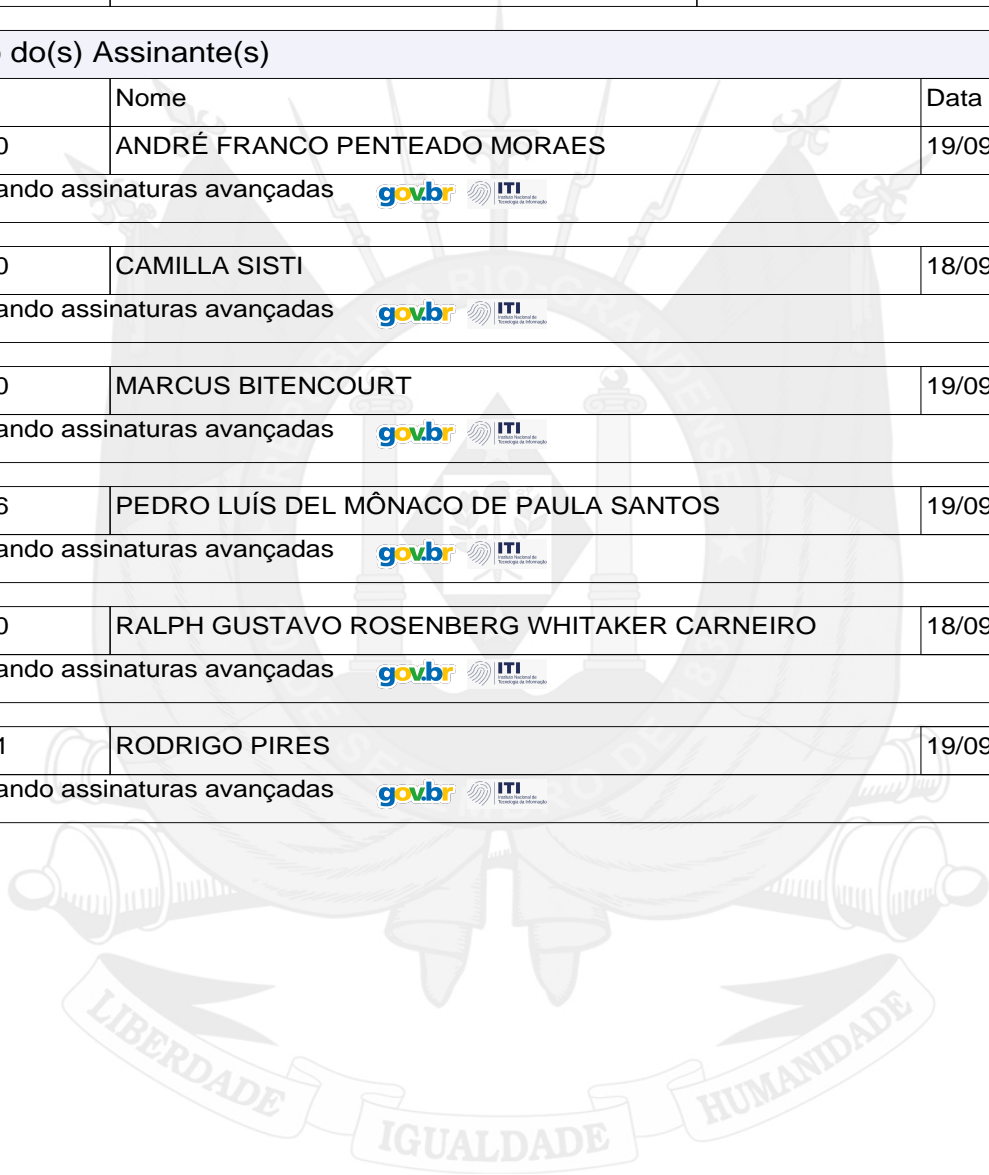 do(s) Assinante(s)
Nome Data
0 ANDRÉ FRANCO PENTEADO MORAES 19/09
ando assinaturas avançadas gov.br ITI
0 CAMILLA SISTI 18/09
ando assinaturas avançadas gov.br ITI
0 MARCUS BITENCOURT 19/09
ando assinaturas avançadas gov.br ITI
6 PEDRO LUÍS DEL MÔNACO DE PAULA SANTOS 19/09
ando assinaturas avançadas gov.br ITI
0 RALPH GUSTAVO ROSENBERG WHITAKER CARNEIRO 18/09
ando assinaturas avançadas gov.br ITI
1 RODRIGO PIRES 19/09
ando assinaturas avançadas gov.br ITI
LIBERDADE IGUALDADE HUMANIDADE